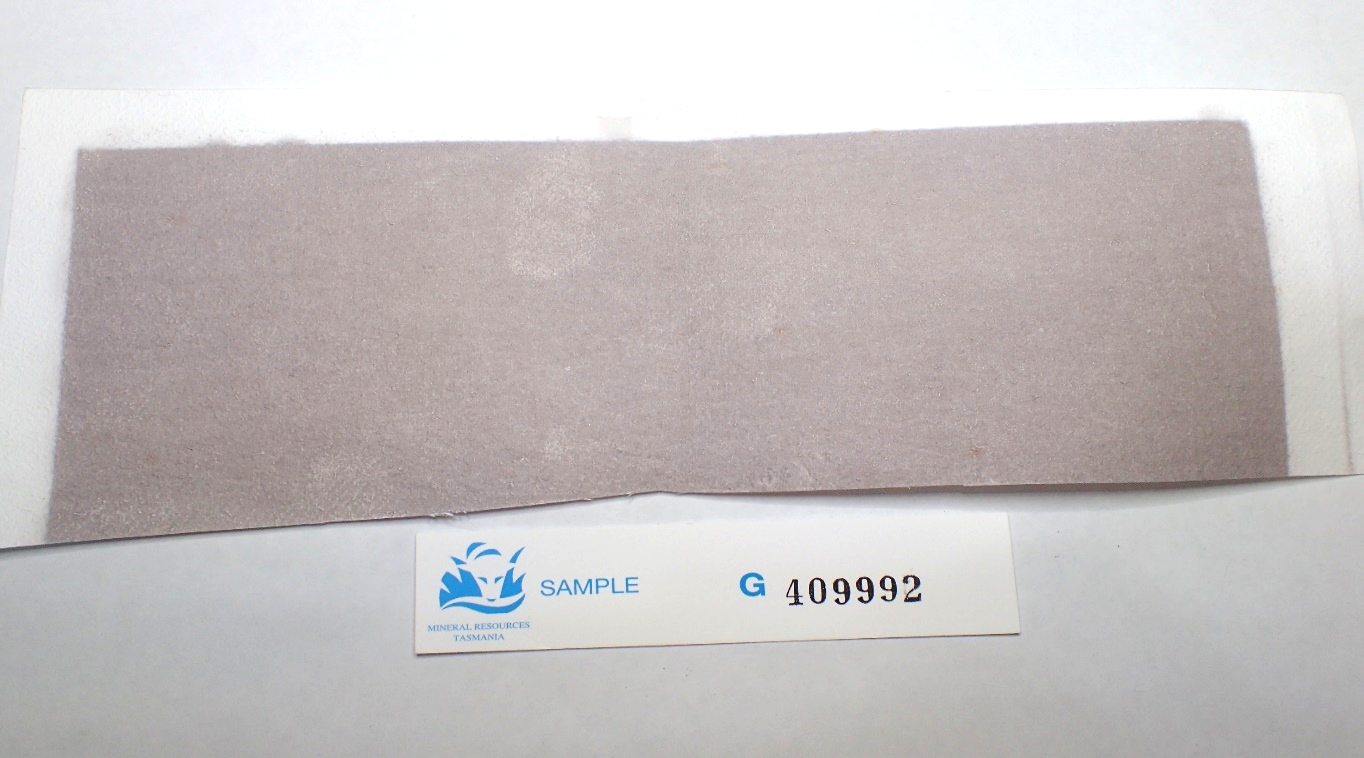 SAMPLE G 409992
MINERAL RESOURCES
TASMANIA